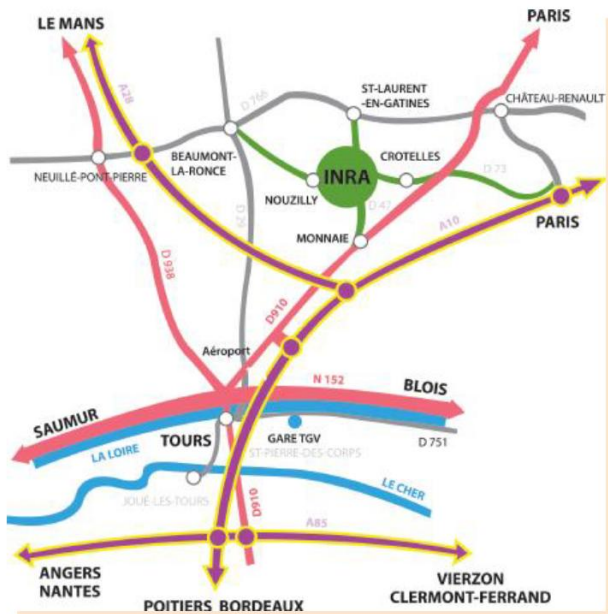 LE MANS
PARIS
A28
D 766
ST-LAURENT
-EN-GATINES
CHÂTEAU-RENAULT
BEAUMONT-
LA-RONCE
CROTELLES
INRA
D 73
NEUILLÉ-PONT-PIERRE
NOUZILLY
D 47
D 29
MONNAIE
A10
PARIS
D 938
D910
Aéroport
N 152
BLOIS
SAUMUR
TOURS
GARE TGV
ST-PIERRE-DES-CORPS
D 751
LA LOIRE
JOUÉ-LES-TOURS
D910
LE CHER
A85
ANGERS
NANTES
VIERZON
CLERMONT-FERRAND
POITIERS BORDEAUX